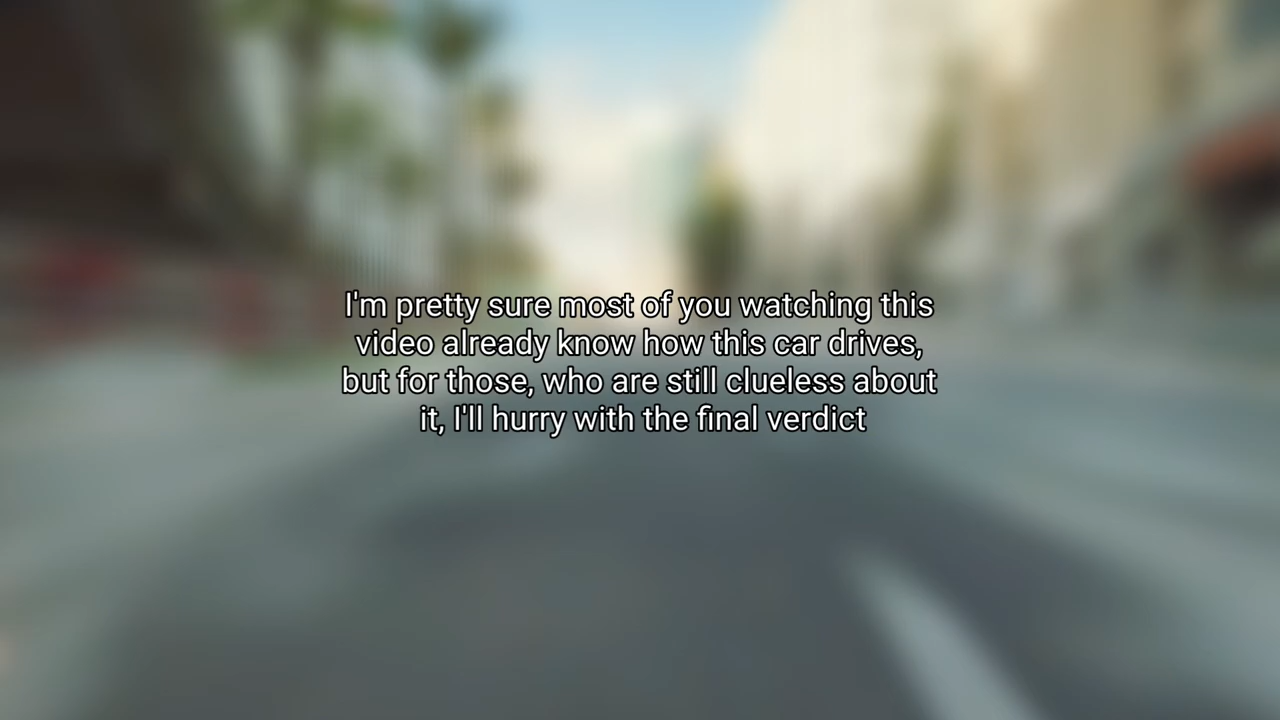 I'm pretty sure most of you watching this
video already know how this car drives,
but for those, who are still clueless about
it, I'll hurry with the final verdict